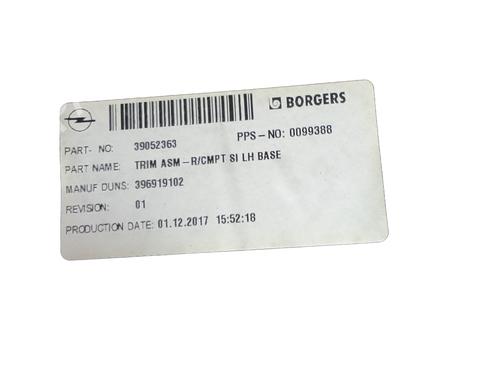 BORGERS
PART- NO: 39052363 PPS-NO: 0099388
PART NAME: TRIM ASM-R/CMPT SI LH BASE
MANUF DUNS: 396919102
REVISION: 01
PRODUCTION DATE: 01.12.2017 15:52:18